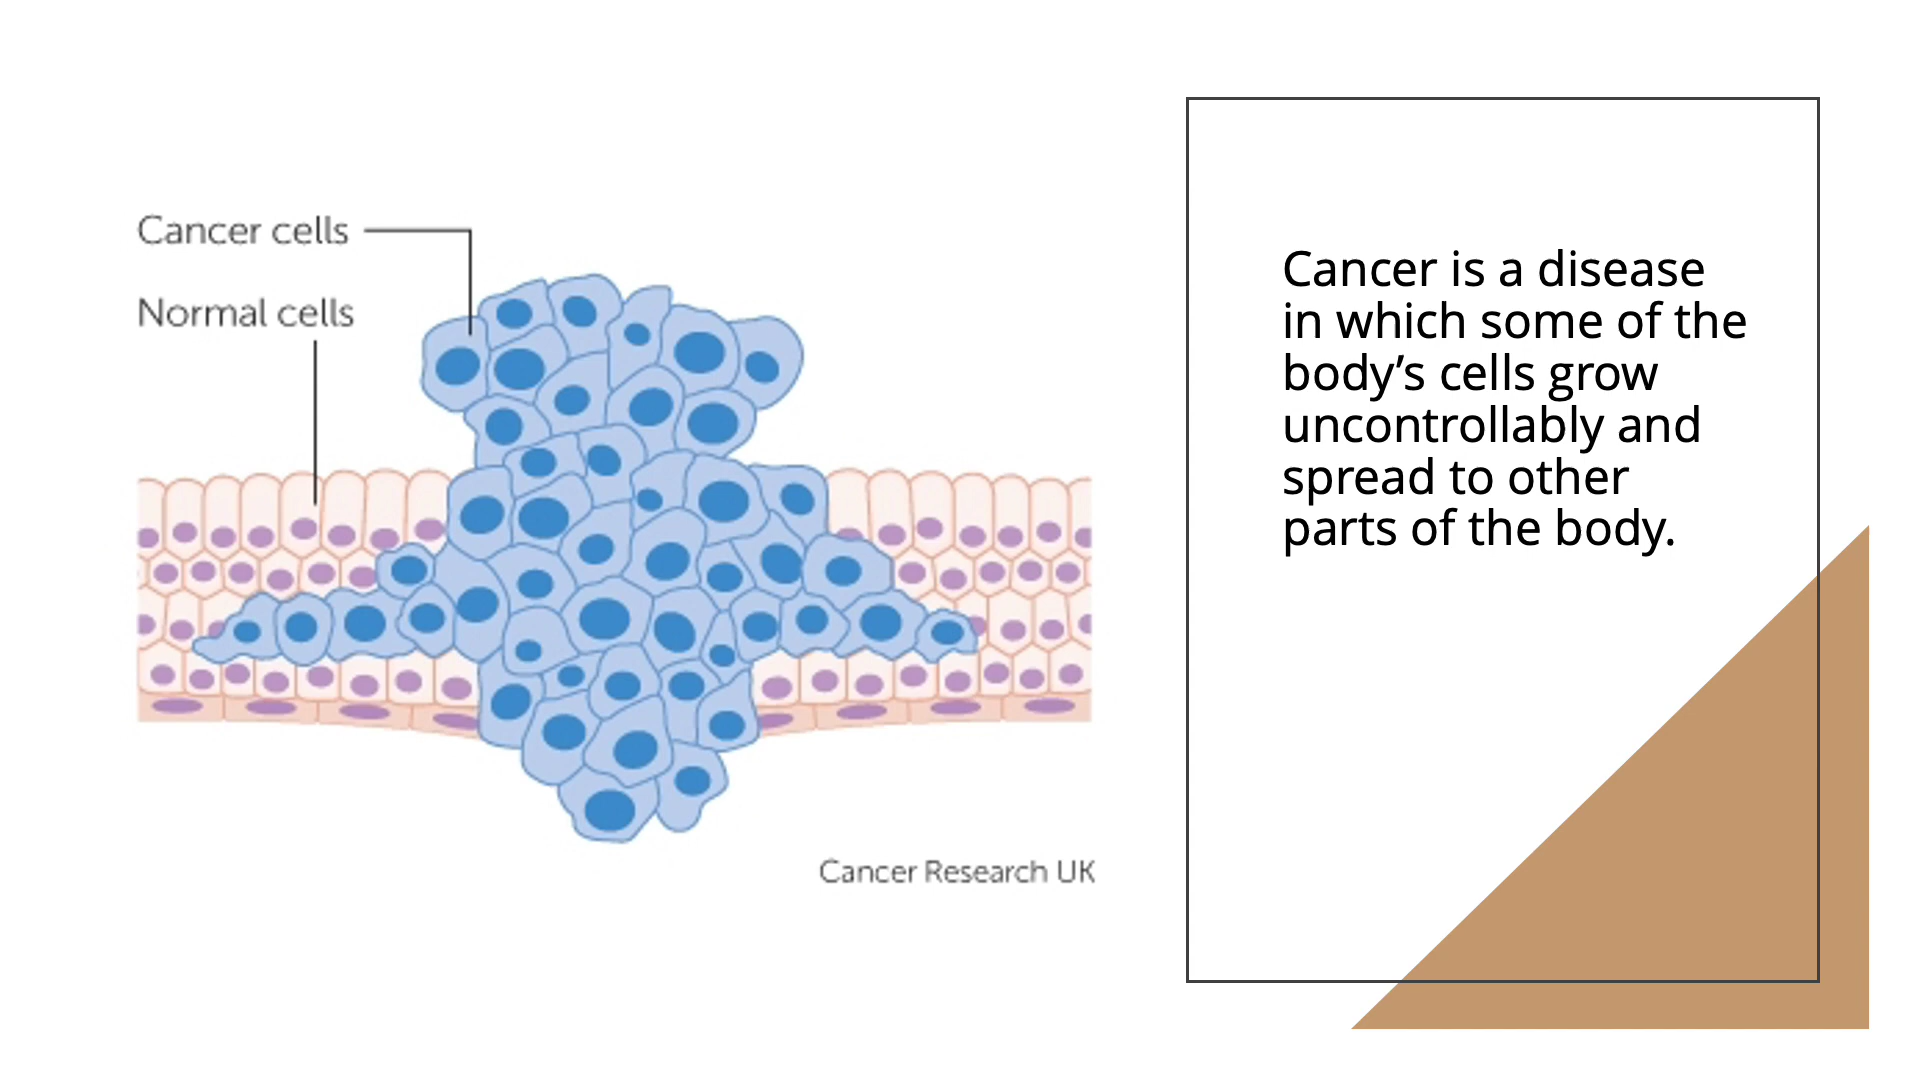 Cancer cells
Normal cells
Cancer Research UK
Cancer is a disease
in which some of the
body’s cells grow
uncontrollably and
spread to other
parts of the body.